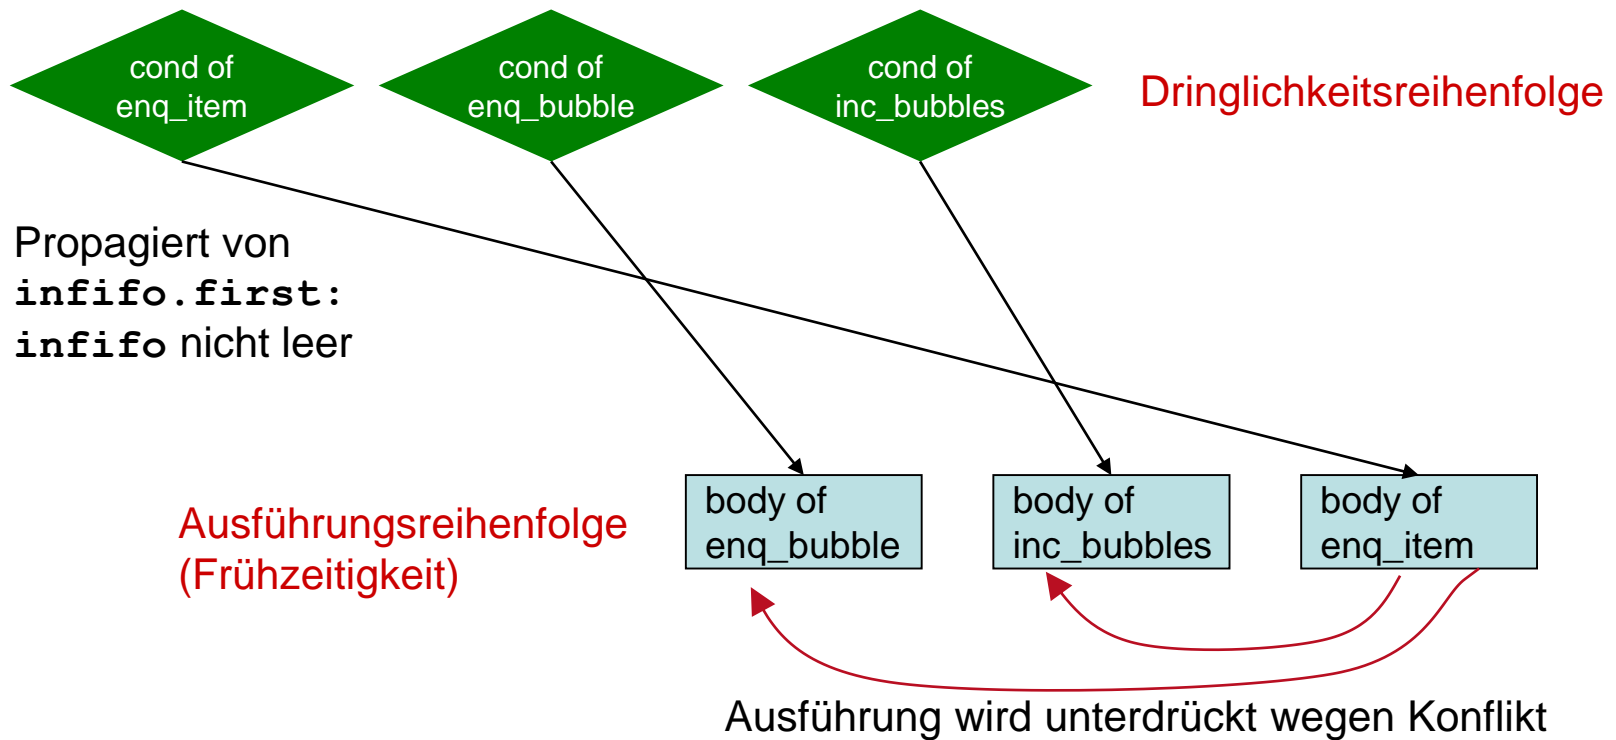 cond of
enq_item
cond of
enq_bubble
cond of
inc_bubbles
Dringlichkeitsreihenfolge
Propagiert von
infifo.first:
infifo nicht leer
Ausführungsreihenfolge
(Frühzeitigkeit)
body of
enq_bubble
body of
inc_bubbles
body of
enq_item
Ausführung wird unterdrückt wegen Konflikt